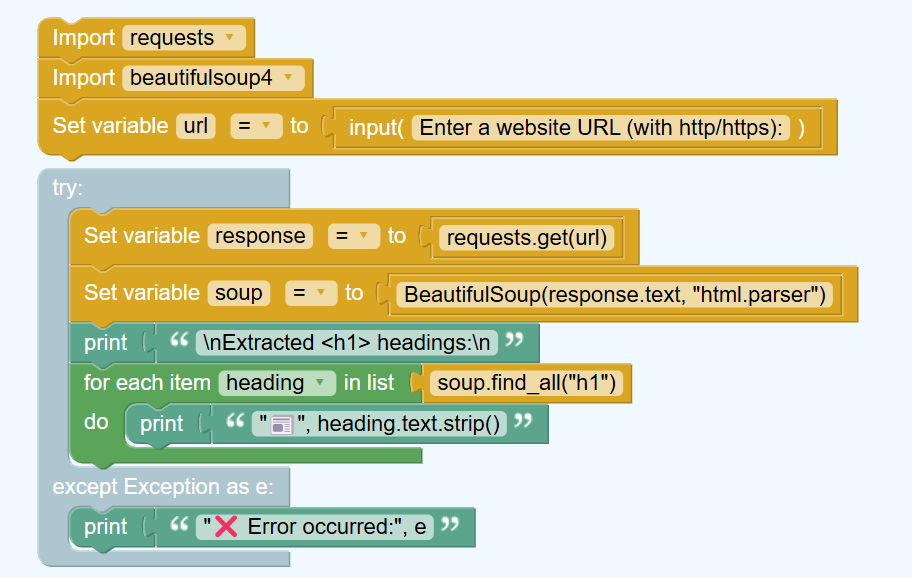 Import requests
Import beautifulsoup4
Set variable url = to input( Enter a website URL (with http/https): )
try:
Set variable response = to requests.get(url)
Set variable soup = to BeautifulSoup(response.text, "html.parser")
print “ \nExtracted <h1> headings:\n ”
for each item heading in list soup.find_all("h1")
do print “ "📰", heading.text.strip() ”
except Exception as e:
print “ "❌ Error occurred:", e ”